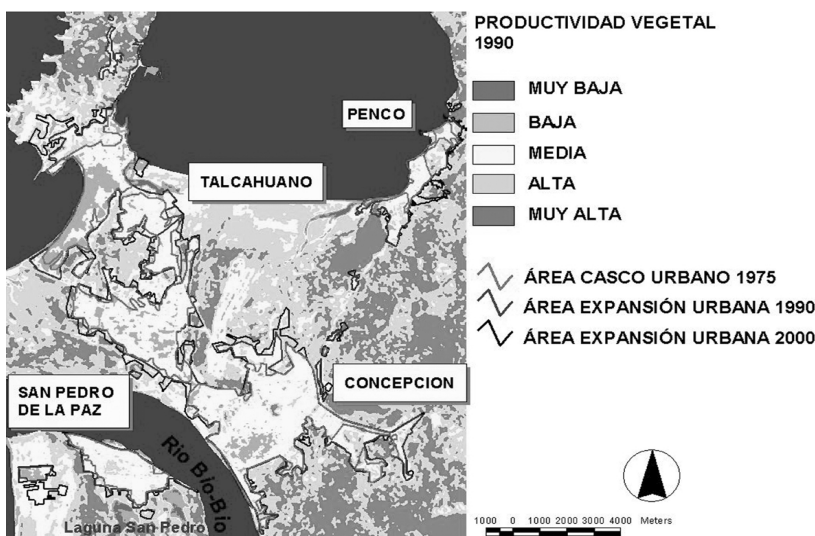 PRODUCTIVIDAD VEGETAL
1990
MUY BAJA
BAJA
MEDIA
ALTA
MUY ALTA
ÁREA CASCO URBANO 1975
ÁREA EXPANSIÓN URBANA 1990
ÁREA EXPANSIÓN URBANA 2000
PENCO
TALCAHUANO
CONCEPCION
SAN PEDRO
DE LA PAZ
Rio Bio-Bio
Laguna San Pedro
1000 0 1000 2000 3000 4000 Meters